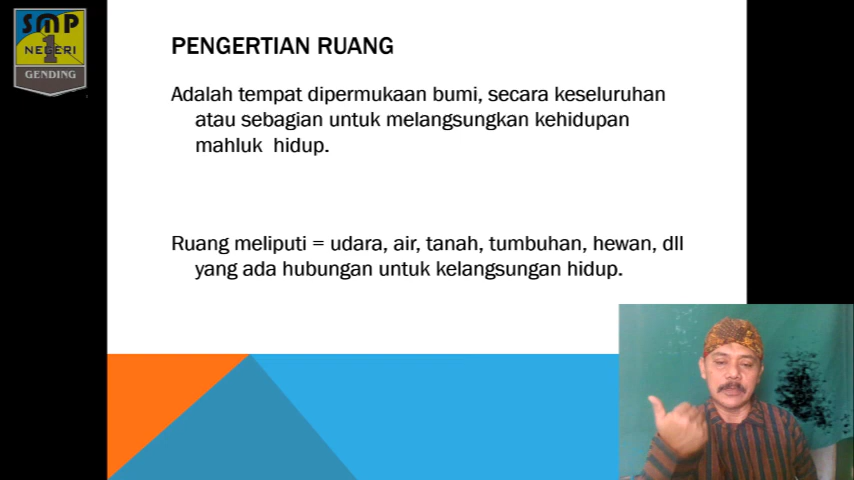 SMP
1
NEGERI
GENDING
PENGERTIAN RUANG
Adalah tempat dipermukaan bumi, secara keseluruhan
atau sebagian untuk melangsungkan kehidupan
mahluk hidup.
Ruang meliputi = udara, air, tanah, tumbuhan, hewan, dll
yang ada hubungan untuk kelangsungan hidup.